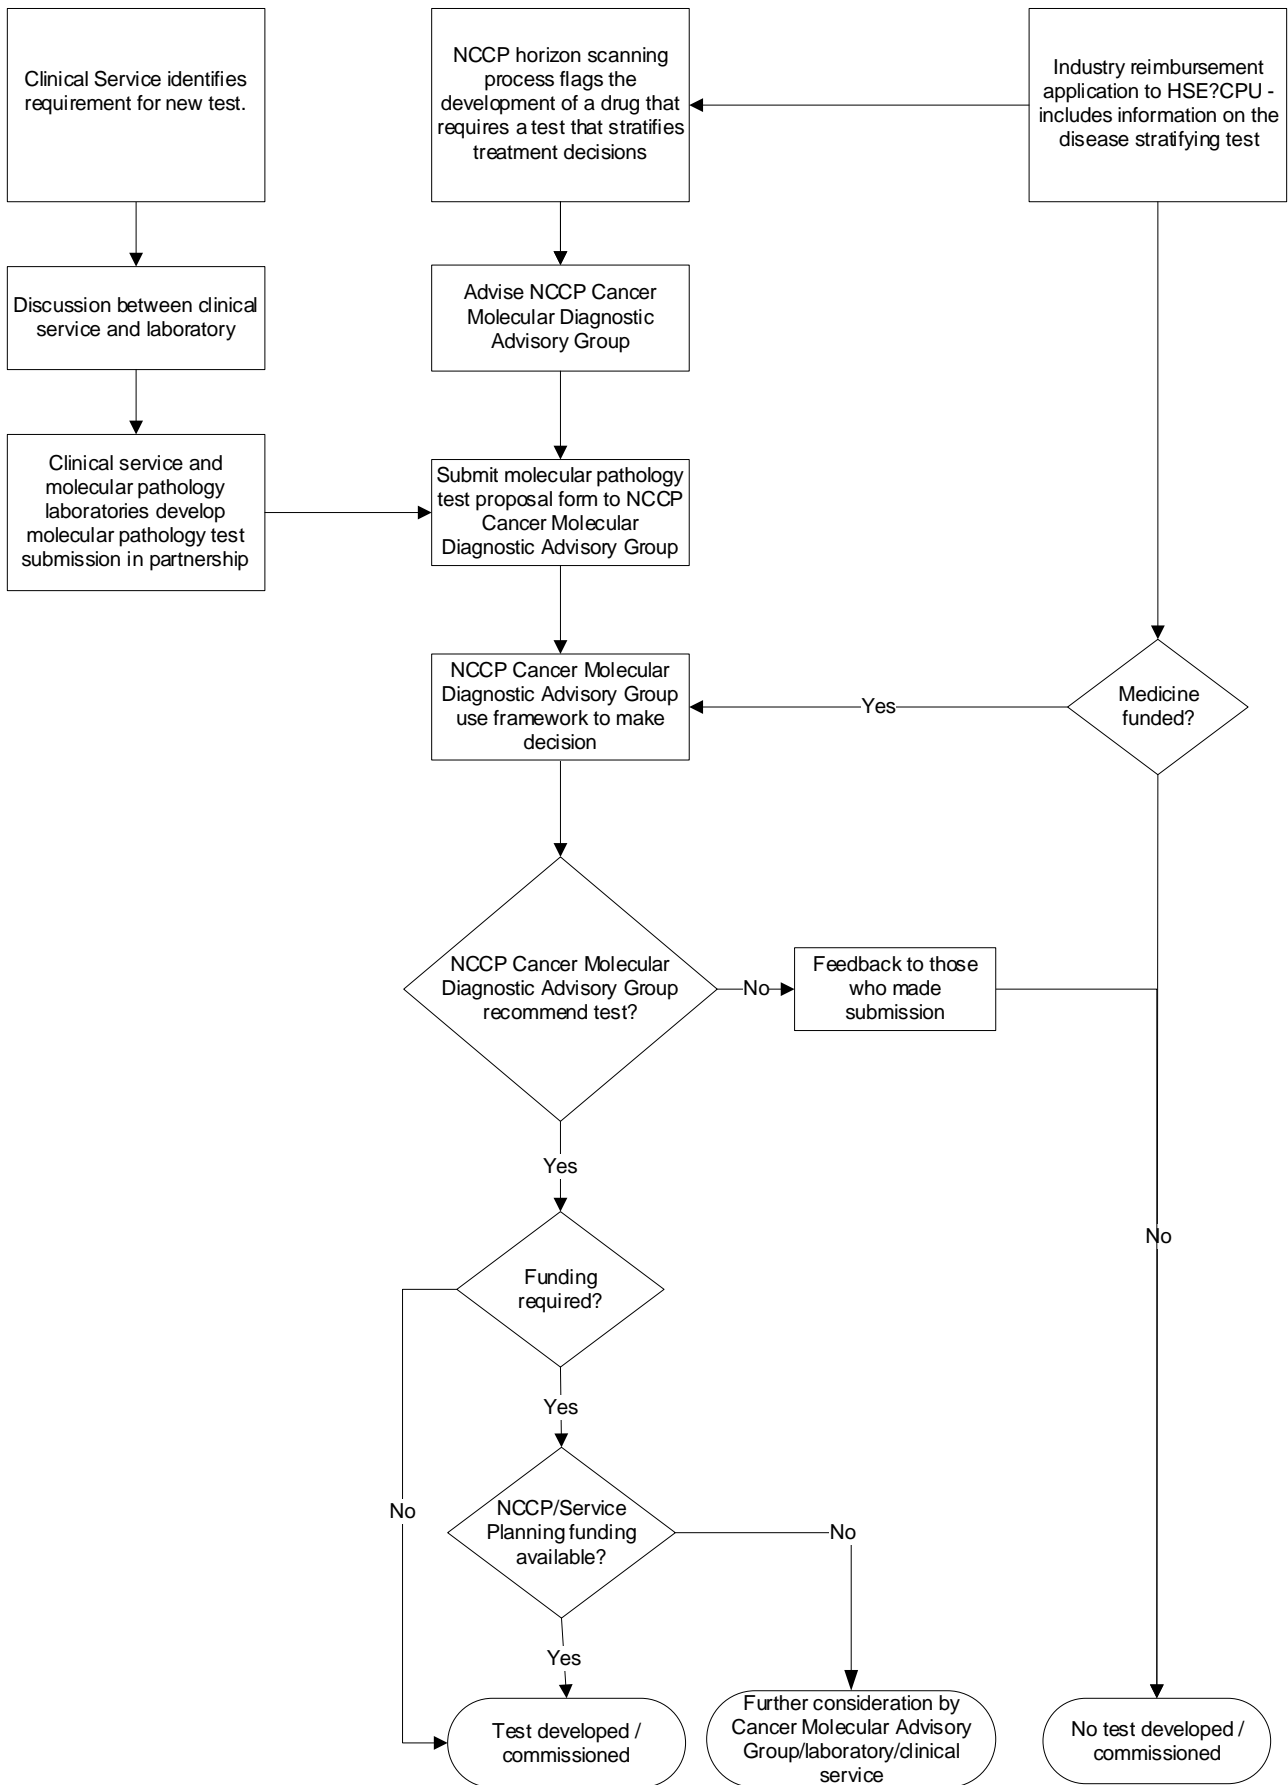 Clinical Service identifies
requirement for new test.
NCCP horizon scanning
process flags the
development of a drug that
requires a test that stratifies
treatment decisions
Industry reimbursement
application to HSE?CPU -
includes information on the
disease stratifying test
Discussion between clinical
service and laboratory
Advise NCCP Cancer
Molecular Diagnostic
Advisory Group
Clinical service and
molecular pathology
laboratories develop
molecular pathology test
submission in partnership
Submit molecular pathology
test proposal form to NCCP
Cancer Molecular
Diagnostic Advisory Group
NCCP Cancer Molecular
Diagnostic Advisory Group
use framework to make
decision
Yes
Medicine
funded?
NCCP Cancer Molecular
Diagnostic Advisory Group
recommend test?
No
Feedback to those
who made
submission
Yes
No
Funding
required?
Yes
No
NCCP/Service
Planning funding
available?
No
Yes
Test developed /
commissioned
Further consideration by
Cancer Molecular Advisory
Group/laboratory/clinical
service
No test developed /
commissioned